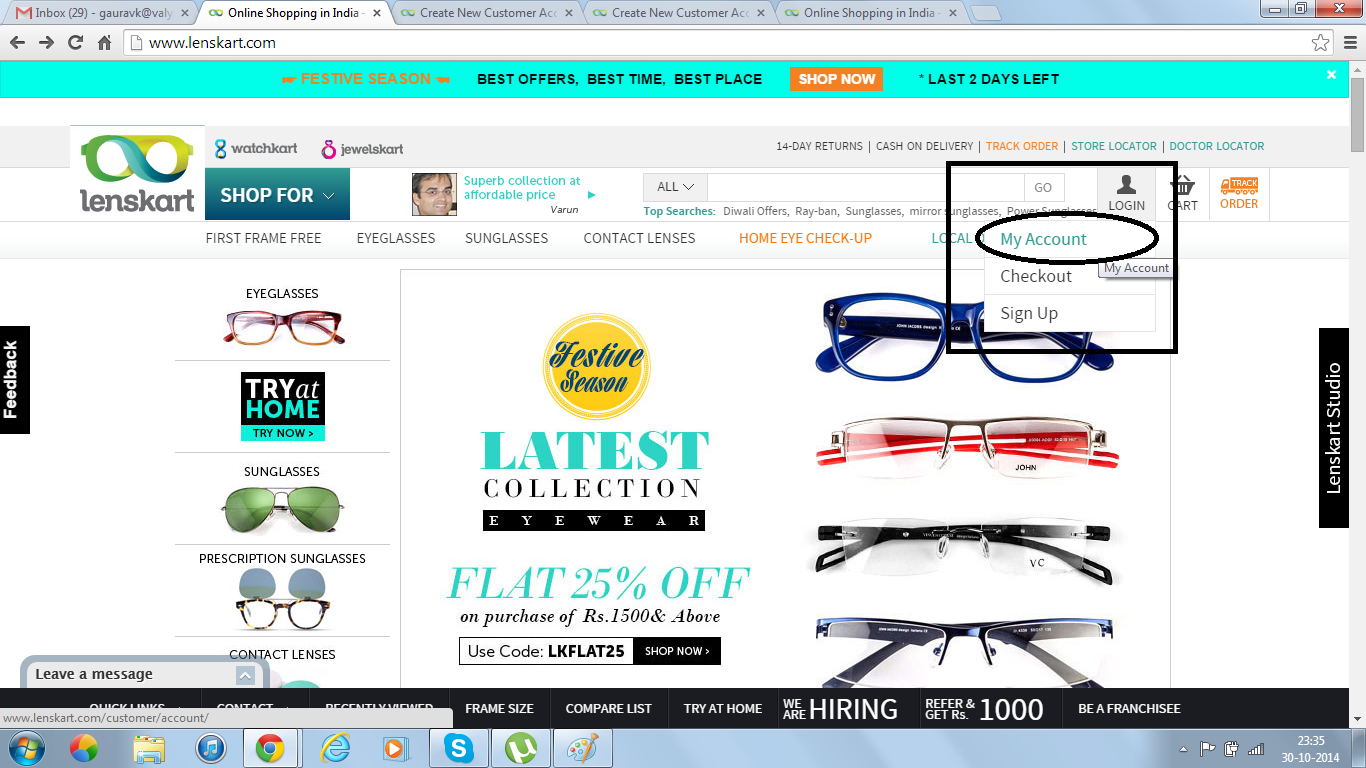 Inbox (29) - gauravk@valy
Online Shopping in India -
Create New Customer Acc
Create New Customer Acc
Online Shopping in India -
www.lenskart.com
FESTIVE SEASON BEST OFFERS, BEST TIME, BEST PLACE SHOP NOW * LAST 2 DAYS LEFT
watchkart jewelskart 14-DAY RETURNS | CASH ON DELIVERY | TRACK ORDER | STORE LOCATOR | DOCTOR LOCATOR
lenskart
SHOP FOR
Superb collection at
affordable price
Varun
ALL GO
Top Searches: Diwali Offers, Ray-ban, Sunglasses, mirror sunglasses, Power Sunglasses
LOGIN
CART
TRACK
ORDER
FIRST FRAME FREE EYEGLASSES SUNGLASSES CONTACT LENSES HOME EYE CHECK-UP LOCAL
My Account
My Account
Checkout
Sign Up
EYEGLASSES
TRY at
HOME
TRY NOW >
SUNGLASSES
PRESCRIPTION SUNGLASSES
CONTACT LENSES
Feedback
Festive
Season
LATEST
COLLECTION
EYEWEAR
FLAT 25% OFF
on purchase of Rs.1500& Above
Use Code: LKFLAT25 SHOP NOW >
JOHN
VC
Lenskart Studio
Leave a message
QUICK LINKS CONTACT RECENTLY VIEWED FRAME SIZE COMPARE LIST TRY AT HOME
WE
ARE HIRING
REFER &
GET Rs. 1000
BE A FRANCHISEE
www.lenskart.com/customer/account/
23:35
30-10-2014